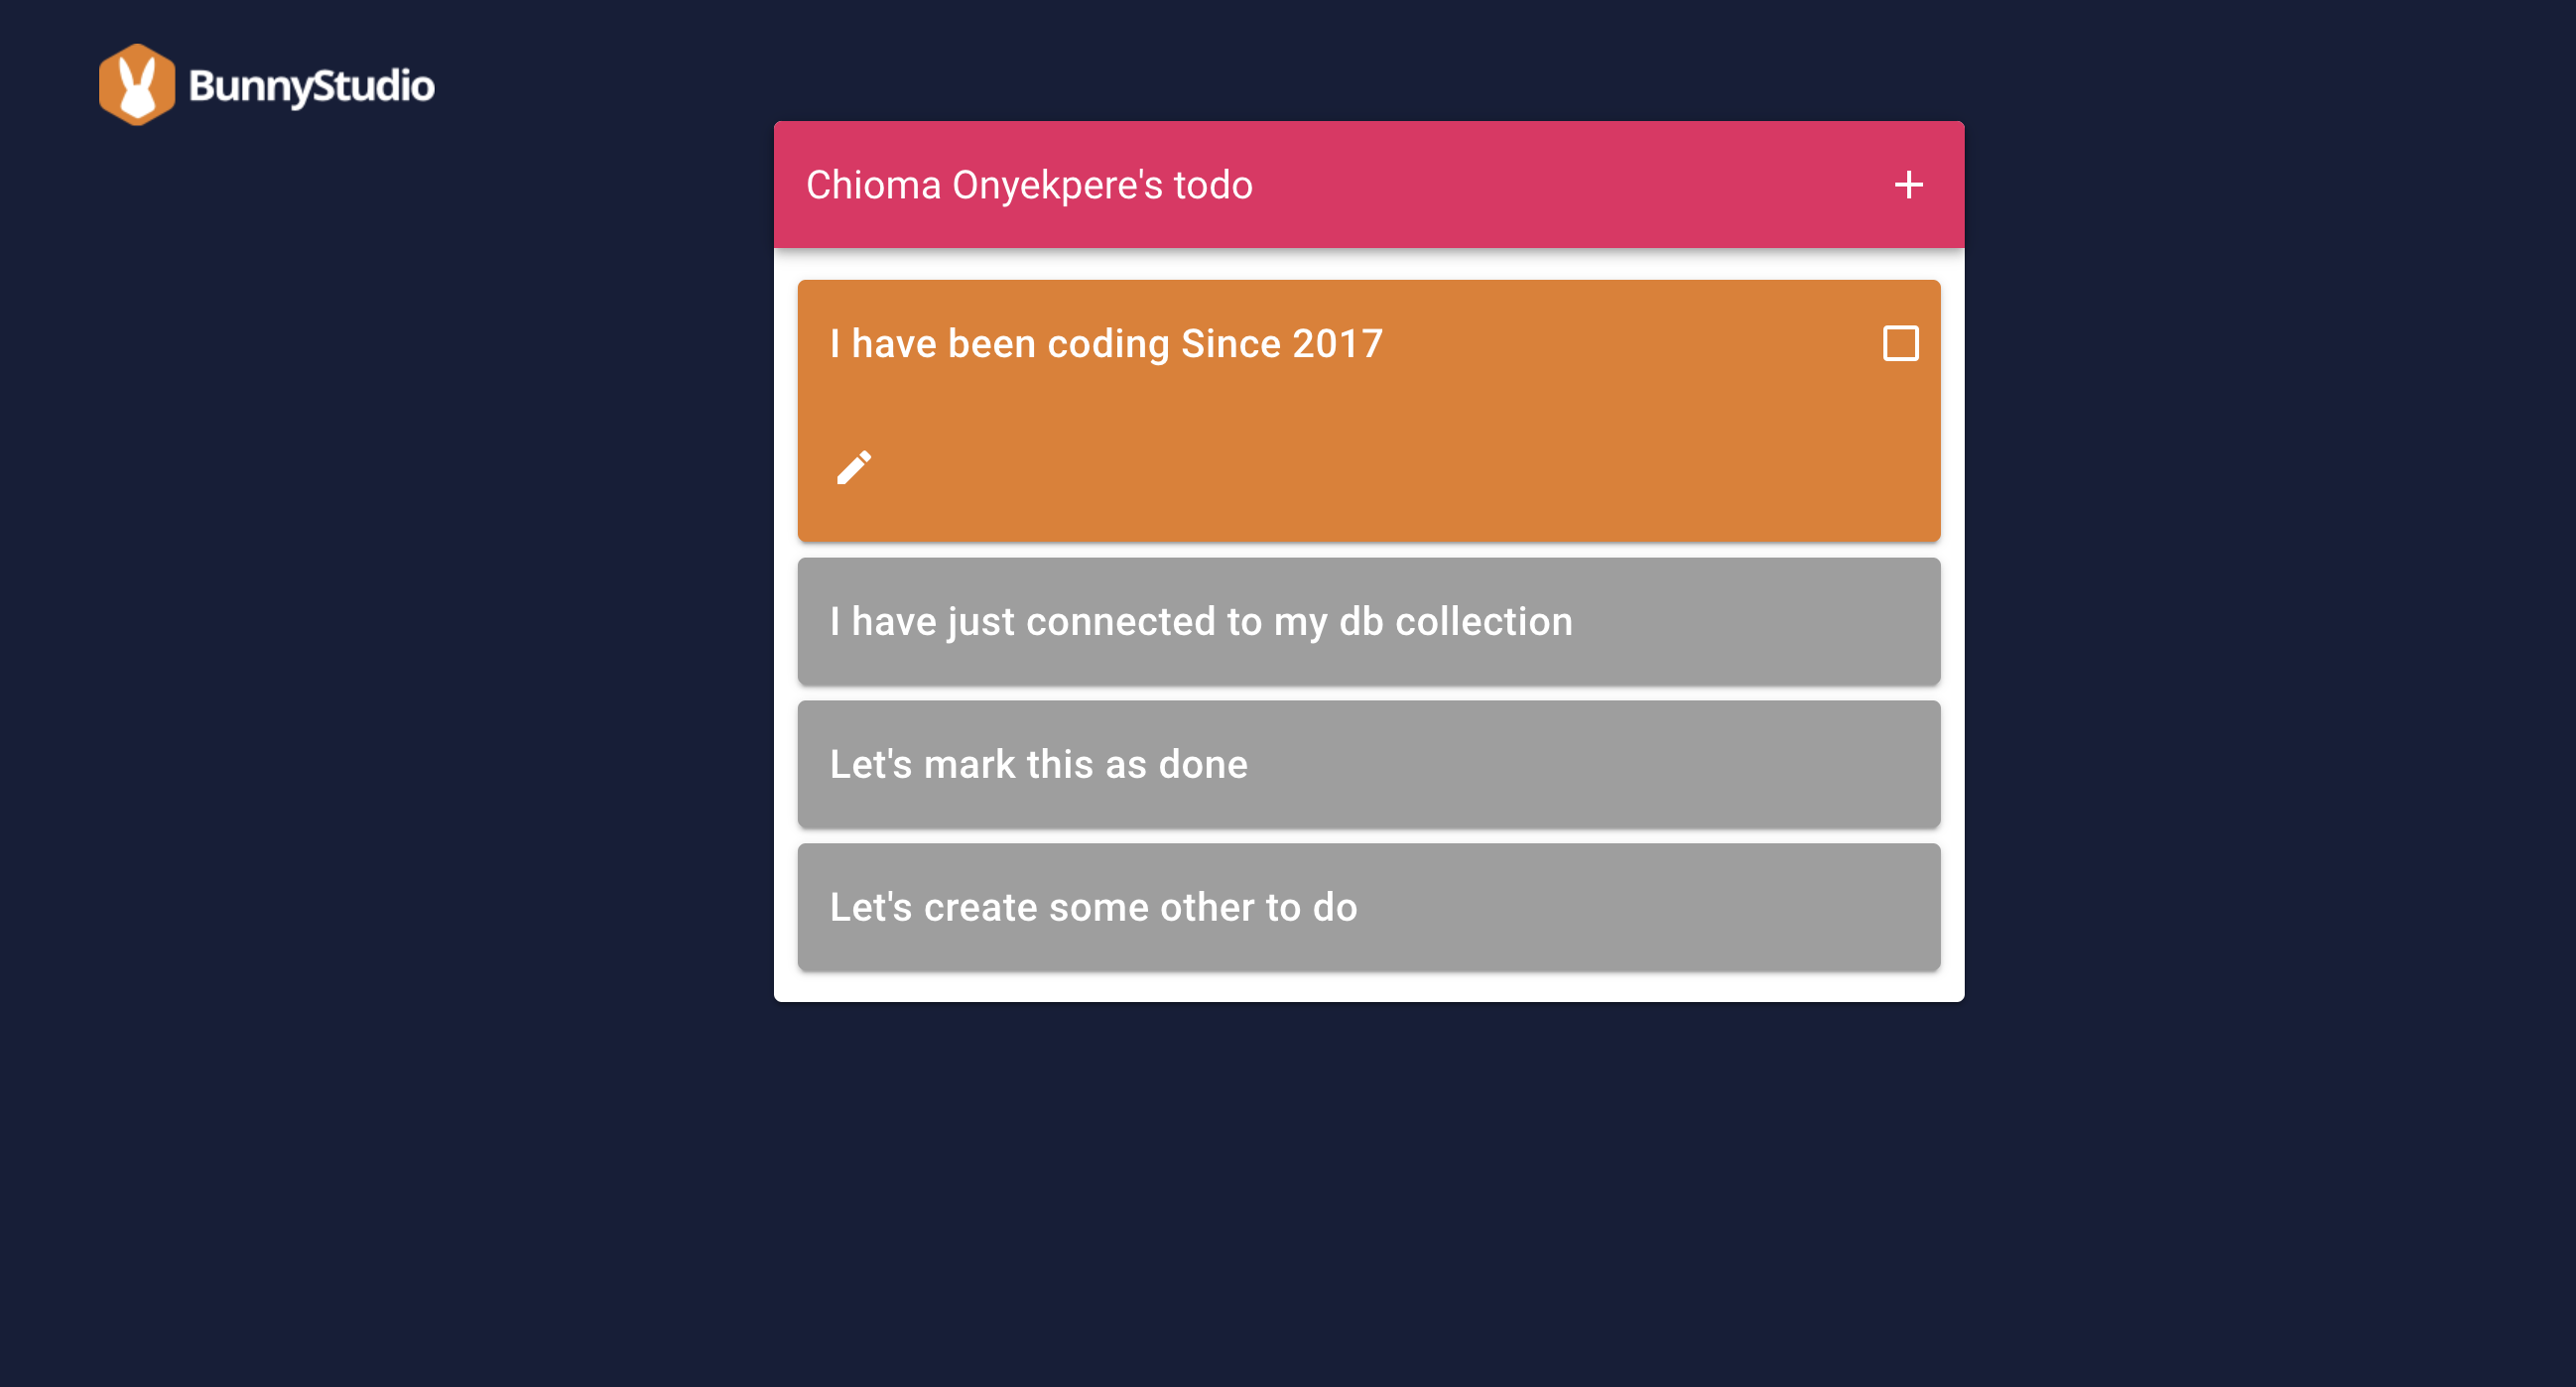 BunnyStudio
Chioma Onyekpere's todo
I have been coding Since 2017
I have just connected to my db collection
Let's mark this as done
Let's create some other to do